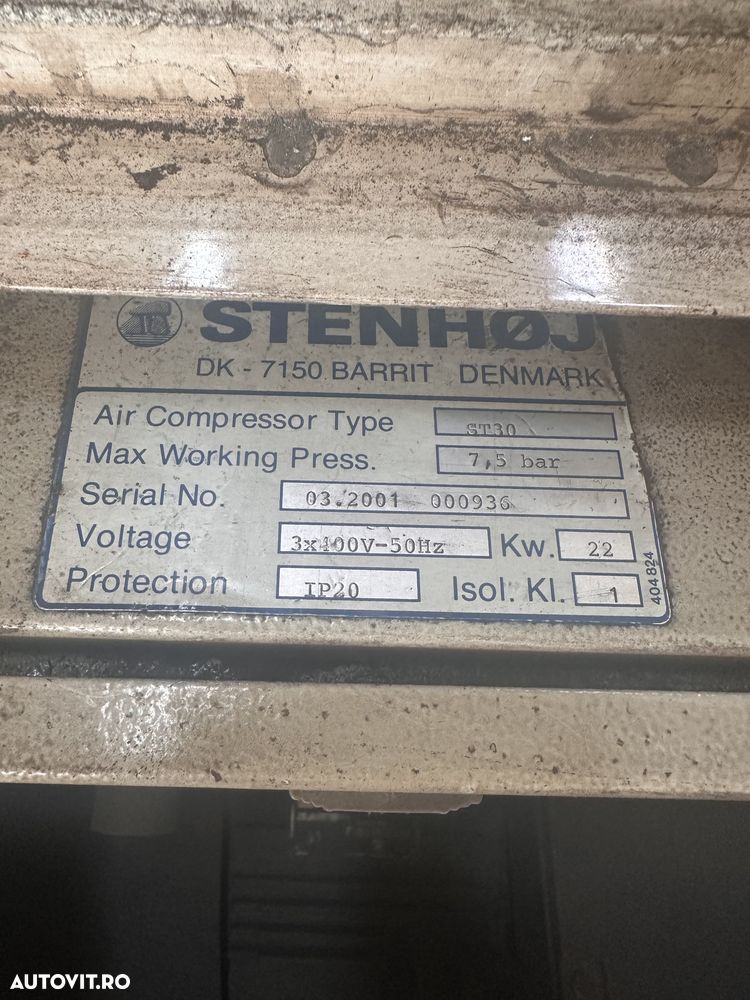 STENHØJ
DK - 7150 BARRIT DENMARK
Air Compressor Type ST30
Max Working Press. 7,5 bar
Serial No. 03.2001 000936
Voltage 3x400V-50Hz Kw. 22
Protection IP20 Isol. Kl. 1
404824
AUTOVIT.RO